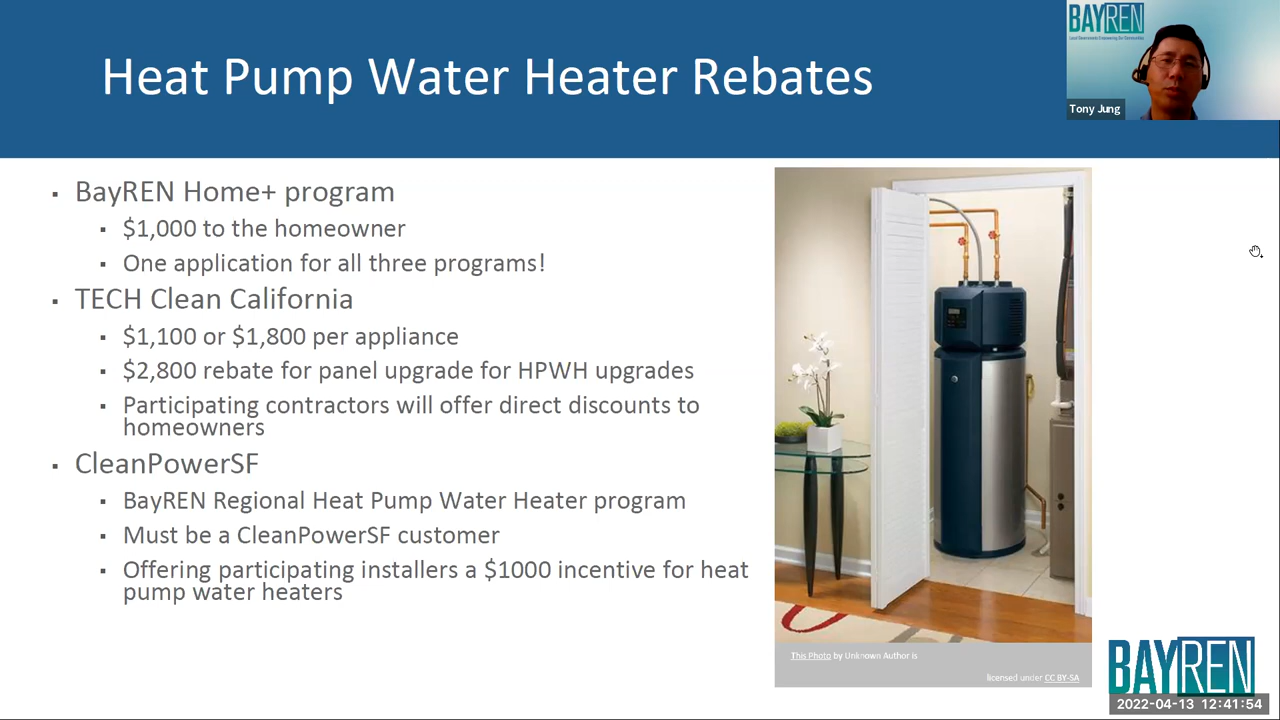 Heat Pump Water Heater Rebates
BAYREN
Tony Jung
▪ BayREN Home+ program
▪ $1,000 to the homeowner
▪ One application for all three programs!
▪ TECH Clean California
▪ $1,100 or $1,800 per appliance
▪ $2,800 rebate for panel upgrade for HPWH upgrades
▪ Participating contractors will offer direct discounts to
homeowners
▪ CleanPowerSF
▪ BayREN Regional Heat Pump Water Heater program
▪ Must be a CleanPowerSF customer
▪ Offering participating installers a $1000 incentive for heat
pump water heaters
This Photo by Unknown Author is
licensed under CC BY-SA
BAYREN
2022-04-13 12:41:54